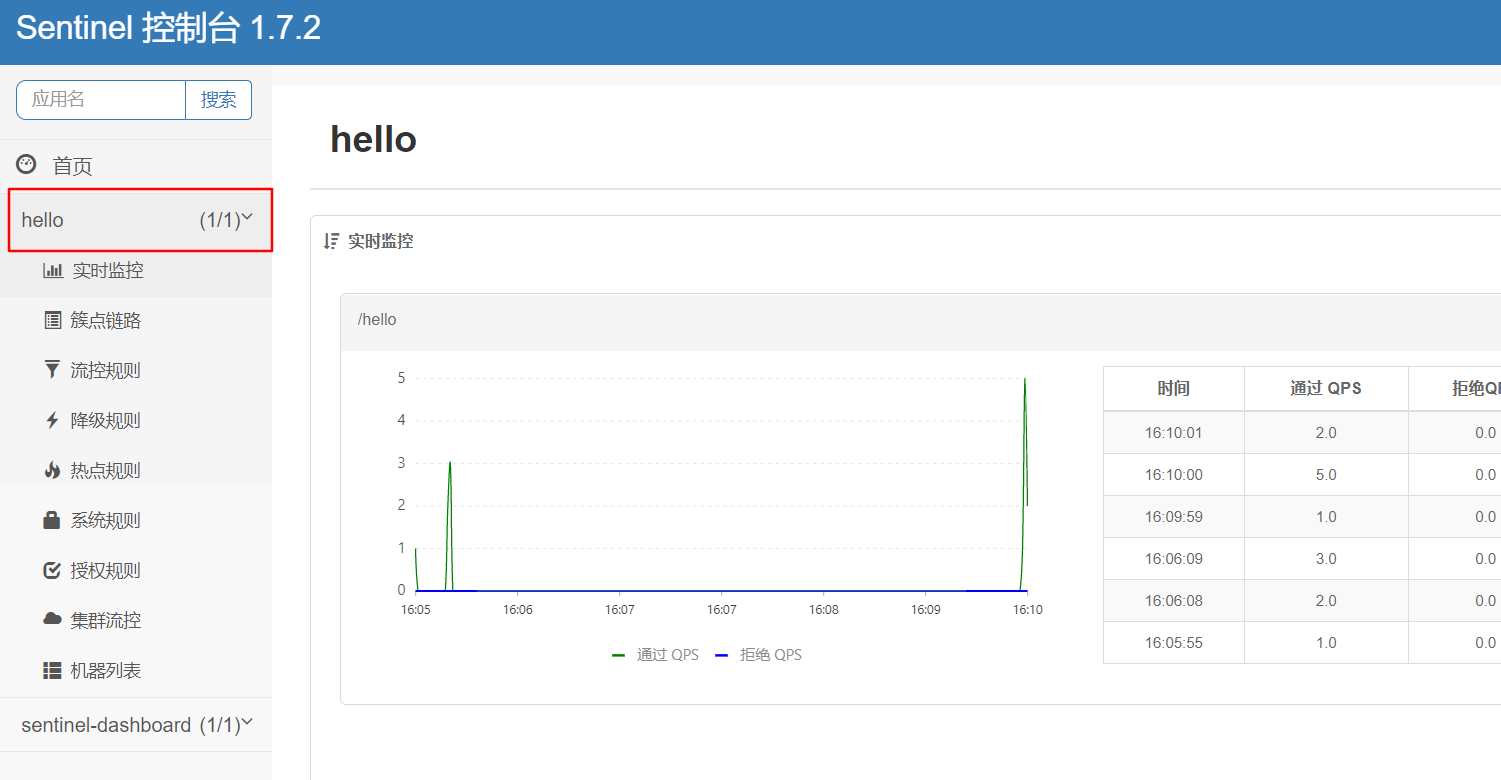 Sentinel 控制台 1.7.2
应用名 搜索
首页
hello (1/1)
实时监控
簇点链路
流控规则
降级规则
热点规则
系统规则
授权规则
集群流控
机器列表
sentinel-dashboard (1/1)
hello
实时监控
/hello
5
4
3
2
1
0
16:05 16:06 16:07 16:07 16:08 16:09 16:10
通过 QPS 拒绝 QPS
时间 通过 QPS 拒绝
16:10:01 2.0 0.0
16:10:00 5.0 0.0
16:09:59 1.0 0.0
16:06:09 3.0 0.0
16:06:08 2.0 0.0
16:05:55 1.0 0.0